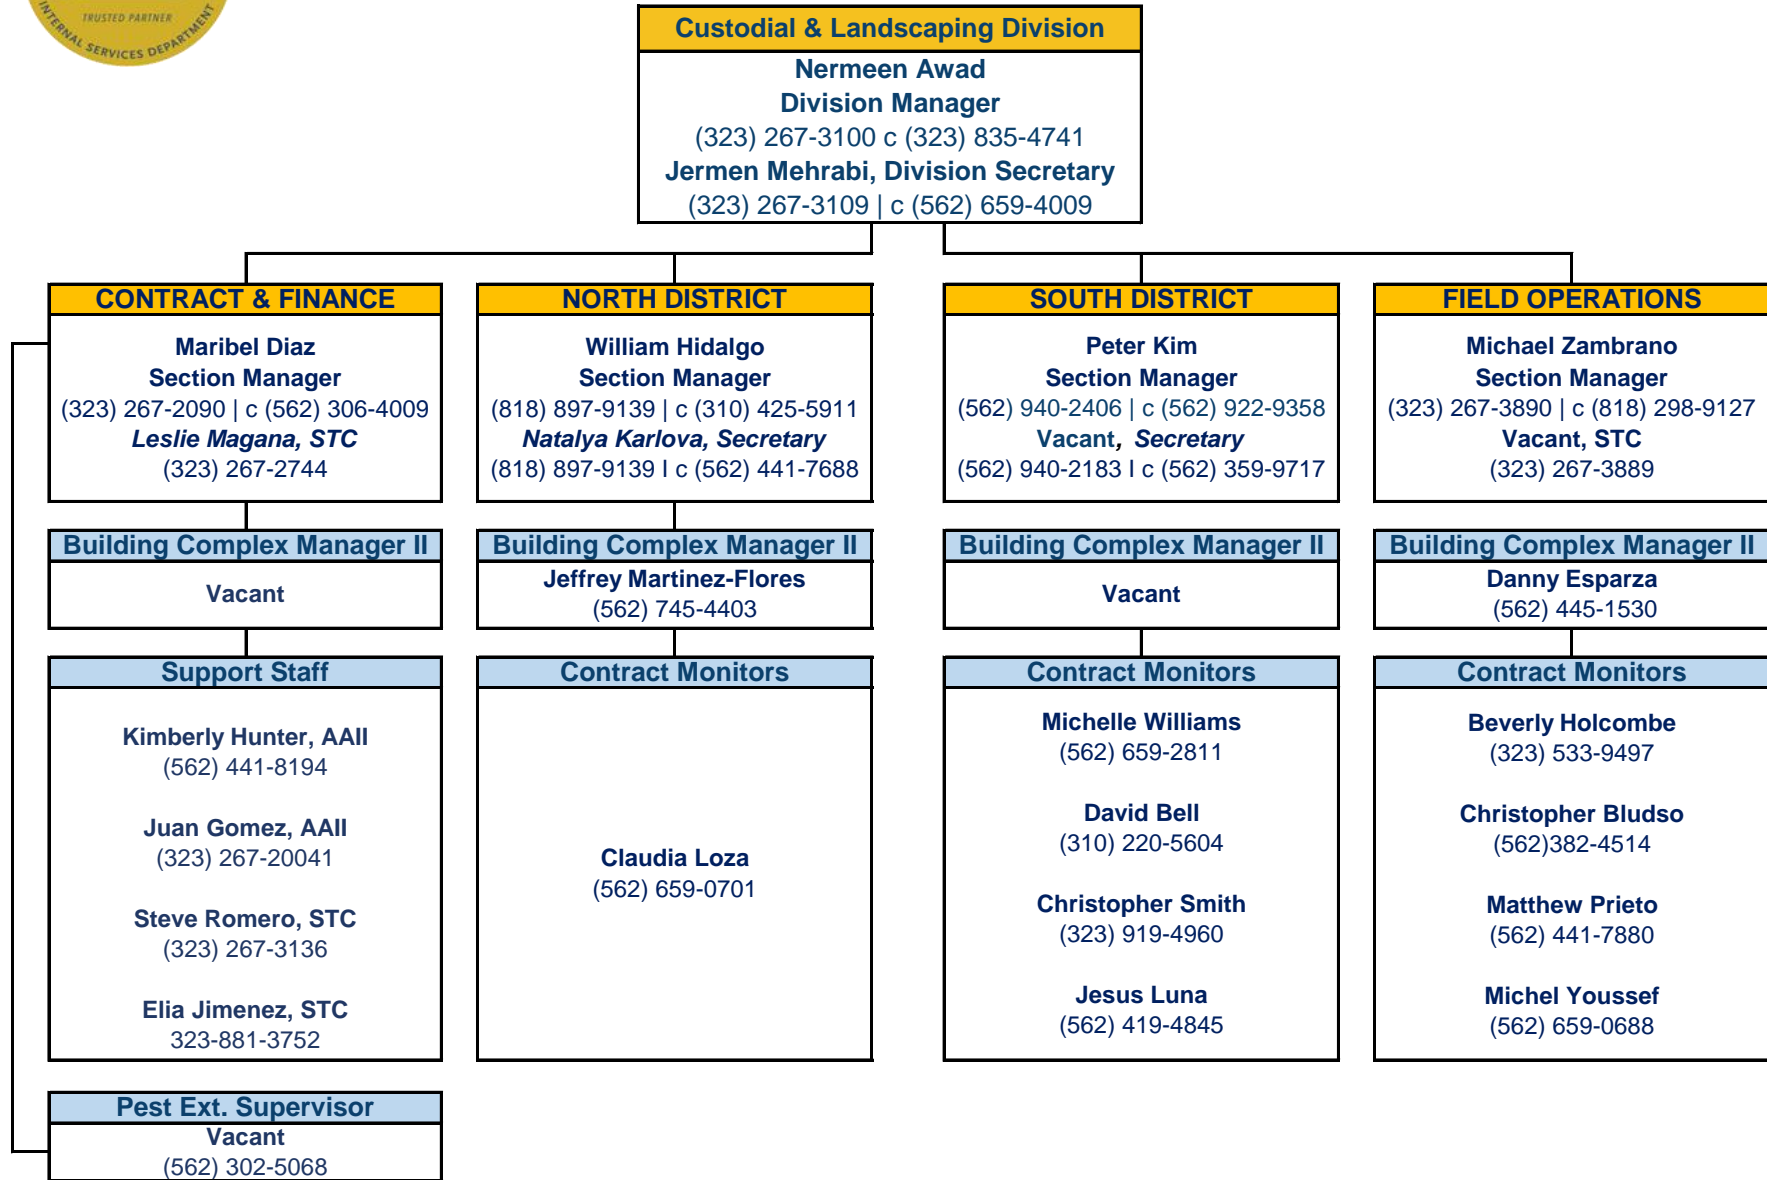 TRUSTED PARTNER
INTERNAL SERVICES DEPARTMENT
Custodial & Landscaping Division
Nermeen Awad
Division Manager
(323) 267-3100 c (323) 835-4741
Jermen Mehrabi, Division Secretary
(323) 267-3109 | c (562) 659-4009
CONTRACT & FINANCE
Maribel Diaz
Section Manager
(323) 267-2090 | c (562) 306-4009
Leslie Magana, STC
(323) 267-2744
Building Complex Manager II
Vacant
Support Staff
Kimberly Hunter, AAII
(562) 441-8194
Juan Gomez, AAII
(323) 267-20041
Steve Romero, STC
(323) 267-3136
Elia Jimenez, STC
323-881-3752
Pest Ext. Supervisor
Vacant
(562) 302-5068
NORTH DISTRICT
William Hidalgo
Section Manager
(818) 897-9139 | c (310) 425-5911
Natalya Karlova, Secretary
(818) 897-9139 I c (562) 441-7688
Building Complex Manager II
Jeffrey Martinez-Flores
(562) 745-4403
Contract Monitors
Claudia Loza
(562) 659-0701
SOUTH DISTRICT
Peter Kim
Section Manager
(562) 940-2406 | c (562) 922-9358
Vacant, Secretary
(562) 940-2183 I c (562) 359-9717
Building Complex Manager II
Vacant
Contract Monitors
Michelle Williams
(562) 659-2811
David Bell
(310) 220-5604
Christopher Smith
(323) 919-4960
Jesus Luna
(562) 419-4845
FIELD OPERATIONS
Michael Zambrano
Section Manager
(323) 267-3890 | c (818) 298-9127
Vacant, STC
(323) 267-3889
Building Complex Manager II
Danny Esparza
(562) 445-1530
Contract Monitors
Beverly Holcombe
(323) 533-9497
Christopher Bludso
(562)382-4514
Matthew Prieto
(562) 441-7880
Michel Youssef
(562) 659-0688